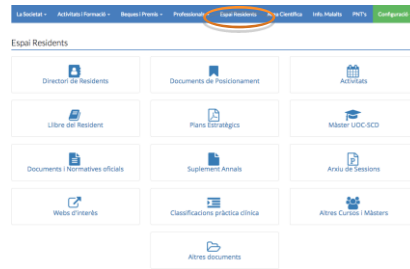 La Societat
Activitats i Formació
Beques i Premis
Professionals
Espai Residents
Científica
Info. Malalts
PNT's
Configuració
Espai Residents
Directori de Residents
Documents de Posicionament
Activitats
Llibre del Resident
Plans Estratègics
Màster UOC-SCD
Documents i Normatives oficials
Suplement Annals
Arxiu de Sessions
Webs d'interès
Classificacions pràctica clínica
Altres Cursos i Màsters
Altres documents